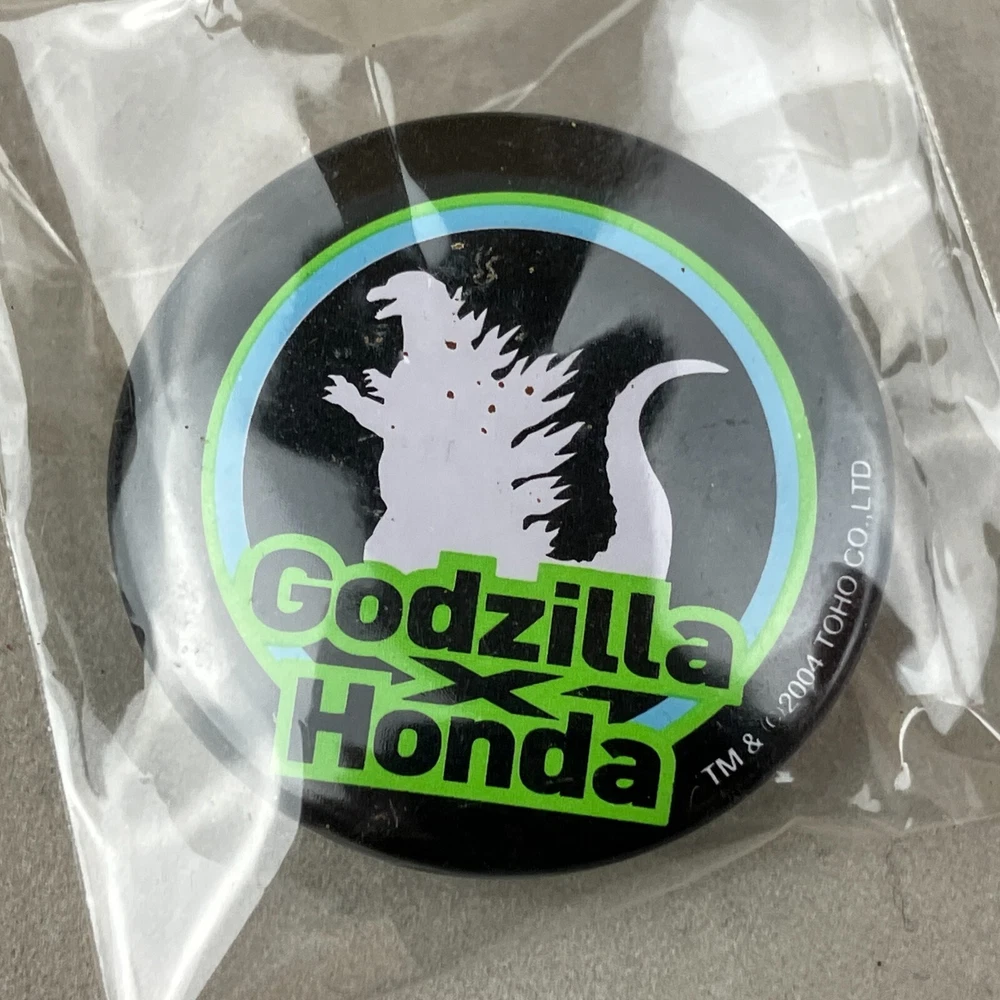 Godzilla
X
Honda
TM & ©2004 TOHO CO.,LTD